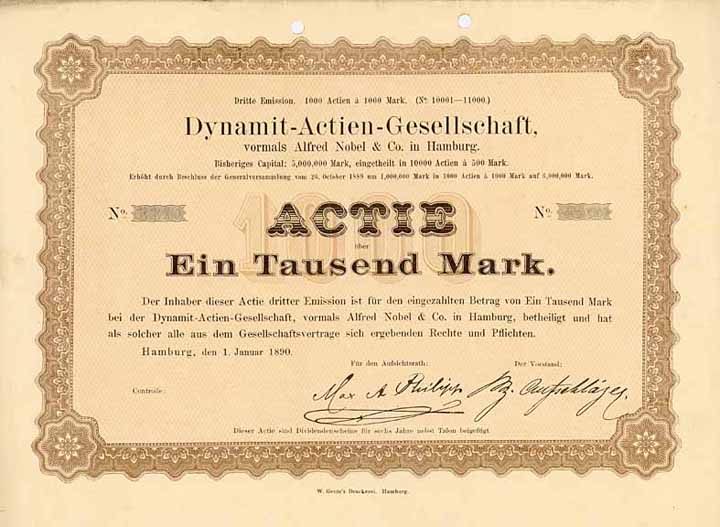 Dritte Emission. 1000 Actien à 1000 Mark. (No. 10001—11000.)
Dynamit-Actien-Gesellschaft,
vormals Alfred Nobel & Co. in Hamburg.
Bisheriges Capital: 5,000,000 Mark, eingetheilt in 10000 Actien à 500 Mark.
Erhöht durch Beschluss der Generalversammlung vom 26. October 1889 um 1,000,000 Mark in 1000 Actien à 1000 Mark auf 6,000,000 Mark.
No. No.
1000
ACTIE
über
Ein Tausend Mark.
Der Inhaber dieser Actie dritter Emission ist für den eingezahlten Betrag von Ein Tausend Mark
bei der Dynamit-Actien-Gesellschaft, vormals Alfred Nobel & Co. in Hamburg, betheiligt und hat
als solcher alle aus dem Gesellschaftsvertrage sich ergebenden Rechte und Pflichten.
Hamburg, den 1. Januar 1890.
Für den Aufsichtsrath: Der Vorstand:
Controle: Max A Philipp Aufschläger
Dieser Actie sind Dividendenscheine für sechs Jahre nebst Talon beigefügt
Druckerei. Hamburg.